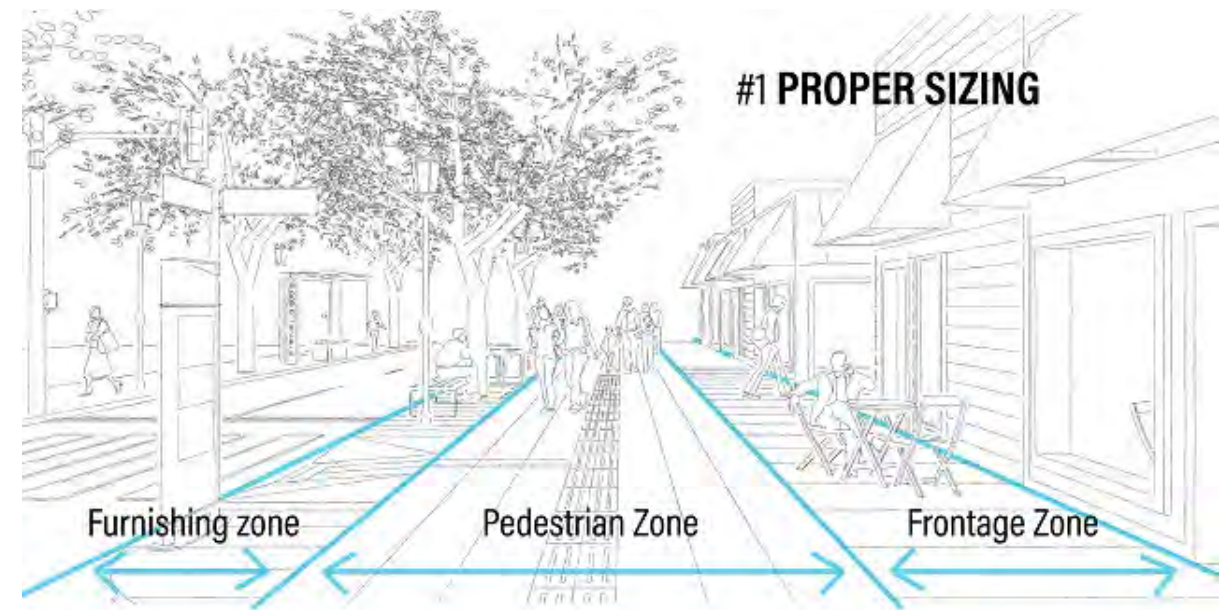 #1 PROPER SIZING
Furnishing zone
Pedestrian Zone
Frontage Zone